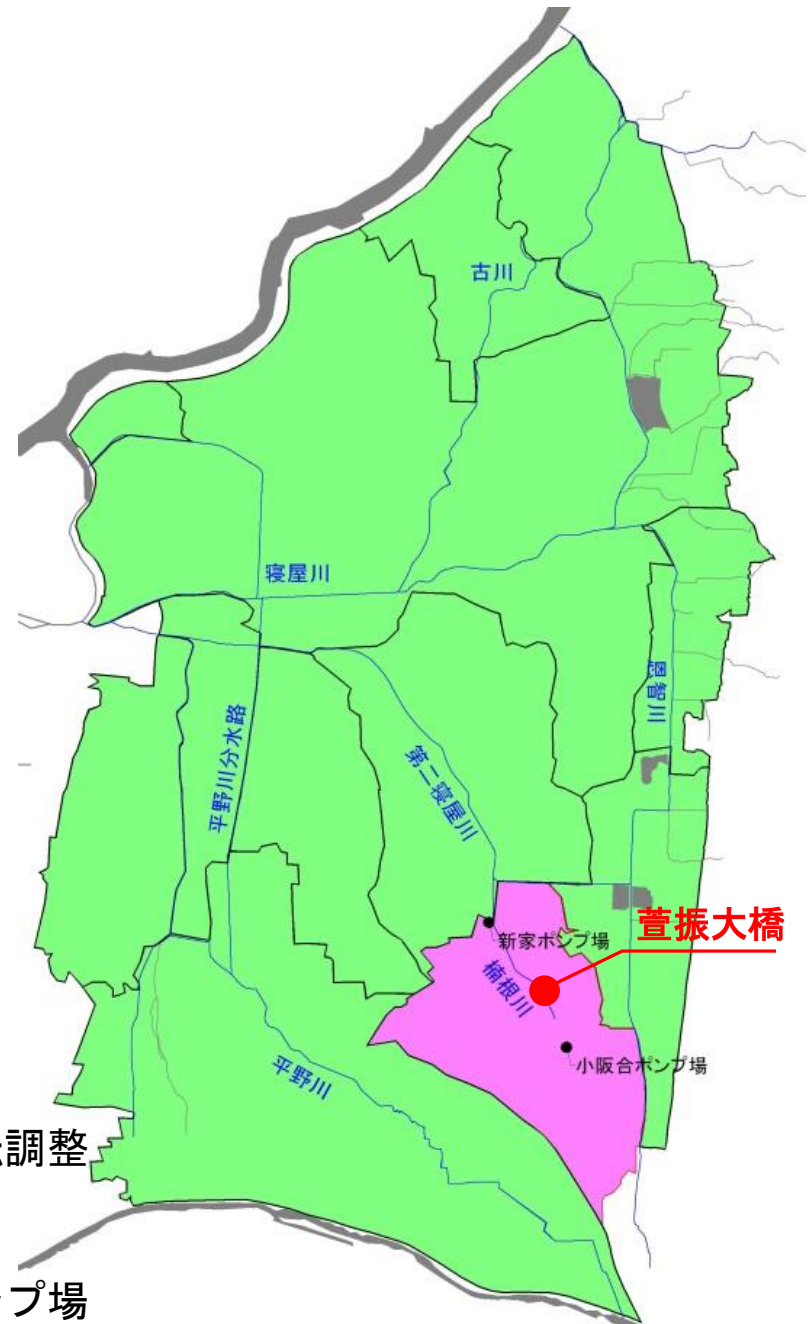 古川
寝屋川
恩智川
平野川分水路
第二寝屋川
萱振大橋
新家ポンプ場
楠根川
小阪合ポンプ場
平野川
調整
プ場